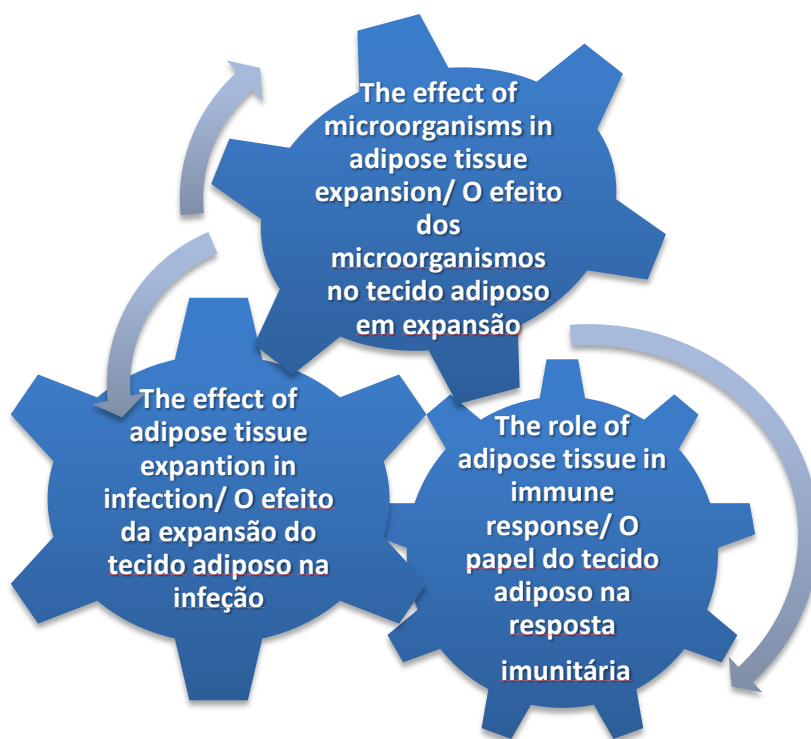 The effect of
microorganisms in
adipose tissue
expansion/ O efeito
dos
microorganismos
no tecido adiposo
em expansão
The effect of
adipose tissue
expantion in
infection/ O efeito
da expansão do
tecido adiposo na
infeção
The role of
adipose tissue in
immune
response/ O
papel do tecido
adiposo na
resposta
imunitária